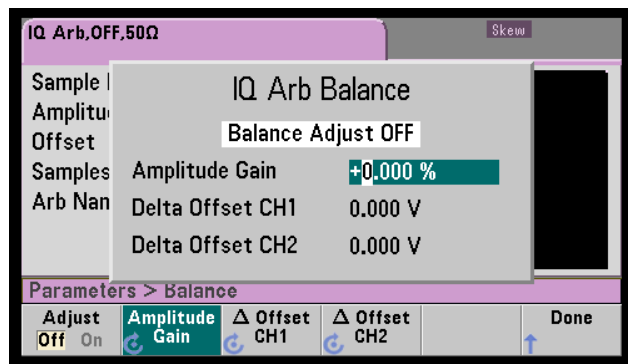 IQ Arb,OFF,50Ω
Skew
IQ Arb Balance
Balance Adjust OFF
Sample
Offset
Samples
Amplitude Gain +0.000 %
Arb
Delta Offset CH1 0.000 V
Delta Offset CH2 0.000 V
Parameters > Balance
Adjust
Off On
Amplitude
Gain
Δ Offset
CH1
Δ Offset
CH2
Done